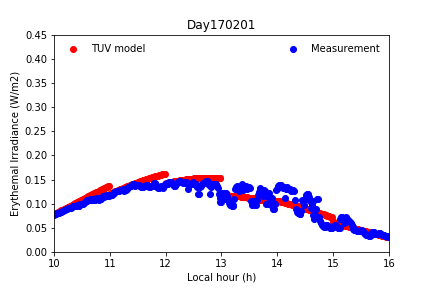 Day170201
0.45
0.40
0.35
0.30
0.25
0.20
0.15
0.10
0.05
0.00
Erythemal Irradiance (W/m2)
TUV model
Measurement
10 11 12 13 14 15 16
Local hour (h)